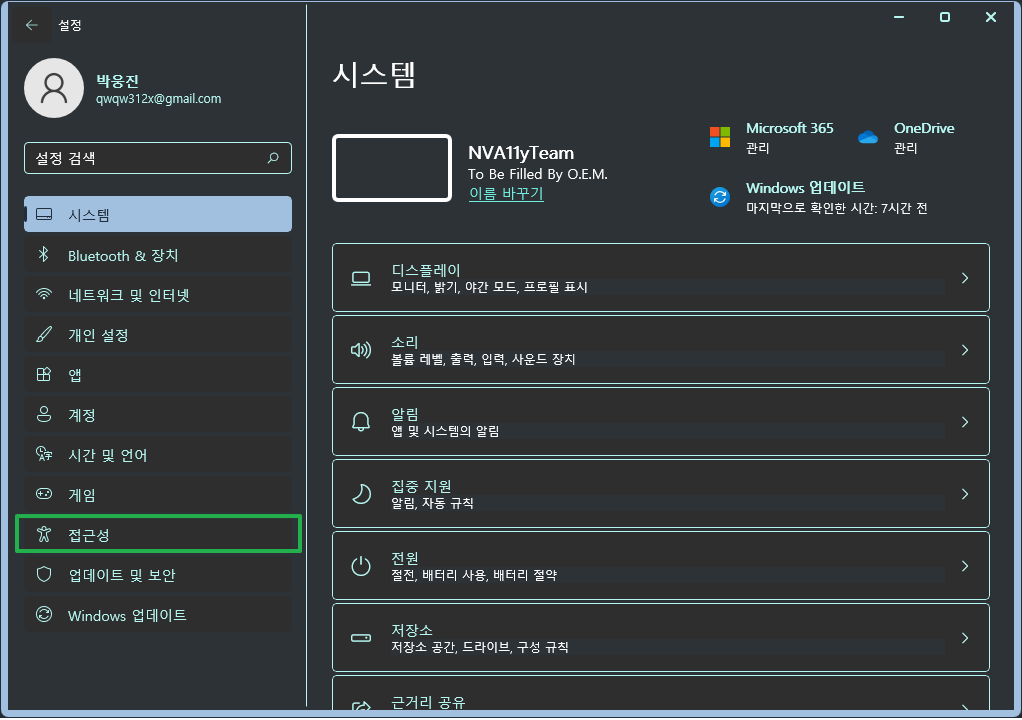 설정
박웅진
qwqw312x@gmail.com
설정 검색
시스템
Bluetooth & 장치
네트워크 및 인터넷
개인 설정
앱
계정
시간 및 언어
게임
접근성
업데이트 및 보안
Windows 업데이트
시스템
NVA11yTeam
To Be Filled By O.E.M.
이름 바꾸기
Microsoft 365
관리
OneDrive
관리
Windows 업데이트
마지막으로 확인한 시간: 7시간 전
디스플레이
모니터, 밝기, 야간 모드, 프로필 표시
소리
볼륨 레벨, 출력, 입력, 사운드 장치
알림
앱 및 시스템의 알림
집중 지원
알림, 자동 규칙
전원
절전, 배터리 사용, 배터리 절약
저장소
저장소 공간, 드라이브, 구성 규칙
근거리 공유